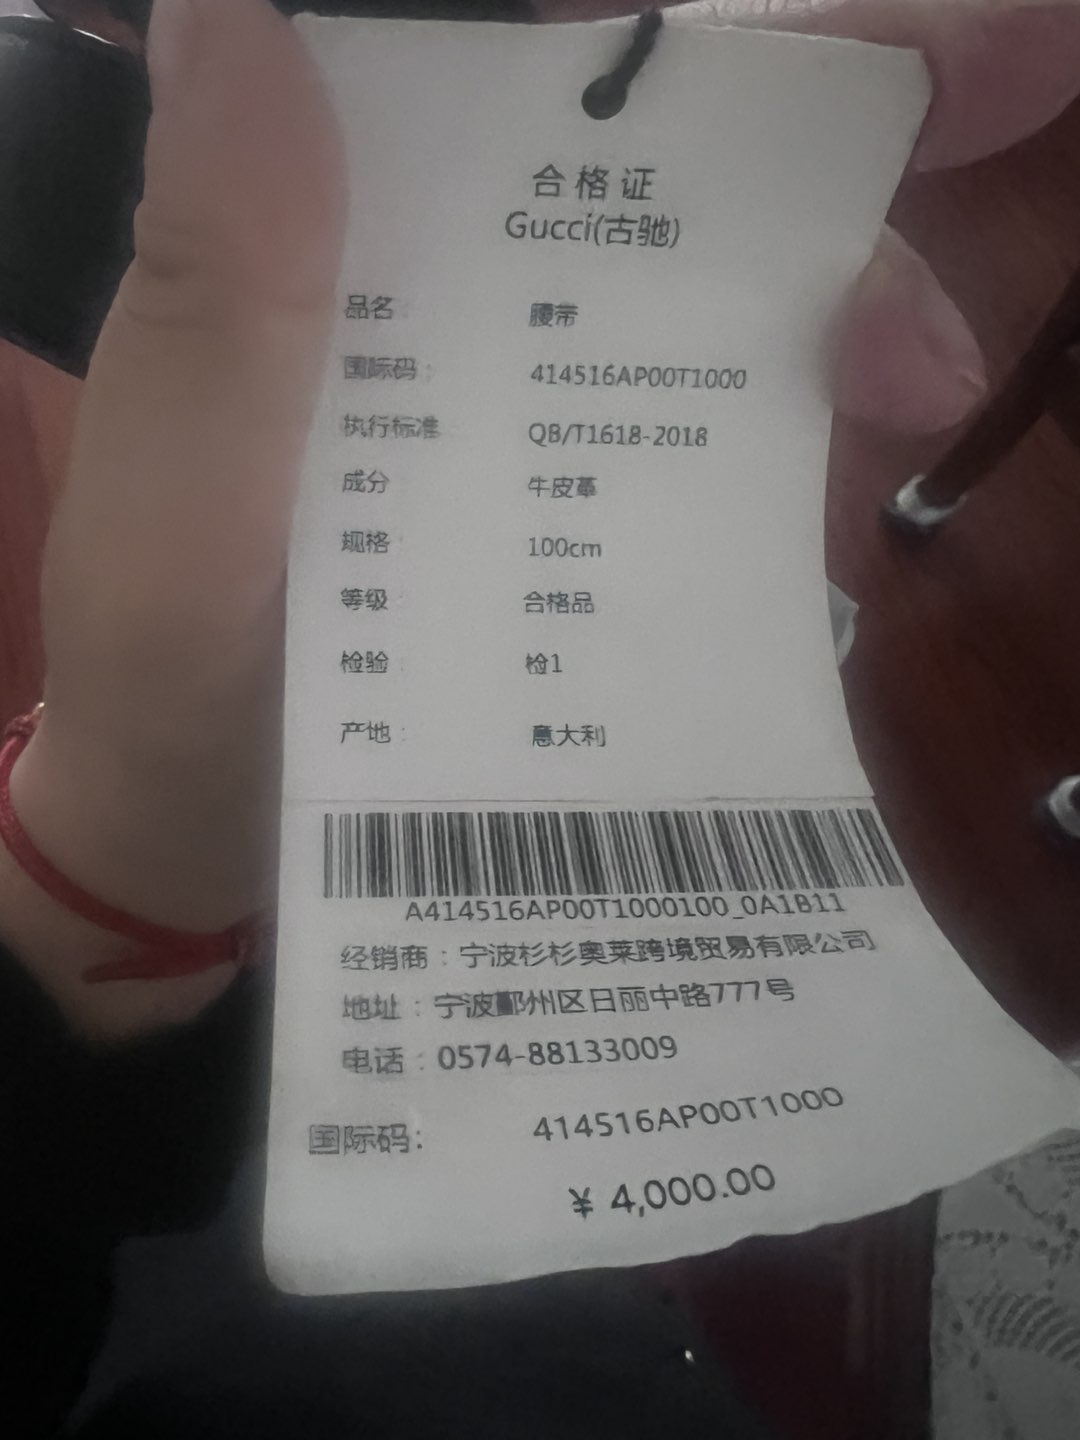 合格证
Gucci(古驰)
品名 腰带
国际码: 414516AP00T1000
执行标准 QB/T1618-2018
成分 牛皮革
规格 100cm
等级 合格品
检验 检1
产地: 意大利
A414516AP00T1000100_0A1B11
经销商:宁波杉杉奥莱跨境贸易有限公司
地址:宁波鄞州区日丽中路777号
电话:0574-88133009
国际码: 414516AP00T1000
¥ 4,000.00